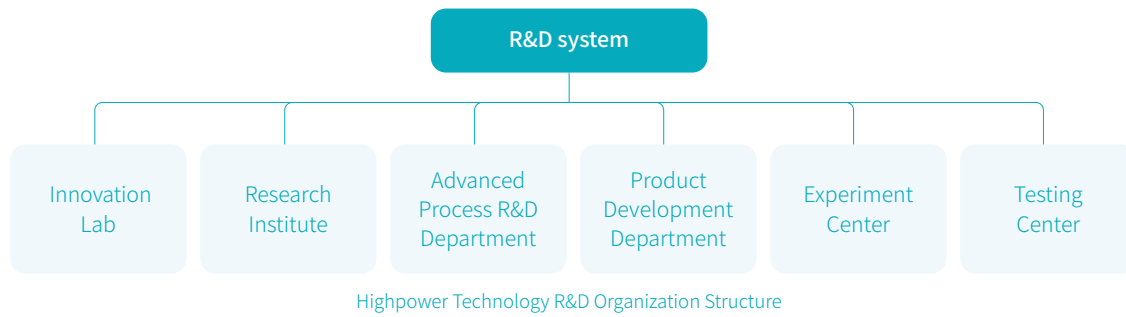 R&D system
Innovation
Lab
Research
Institute
Advanced
Process R&D
Department
Product
Development
Department
Experiment
Center
Testing
Center
Highpower Technology R&D Organization Structure